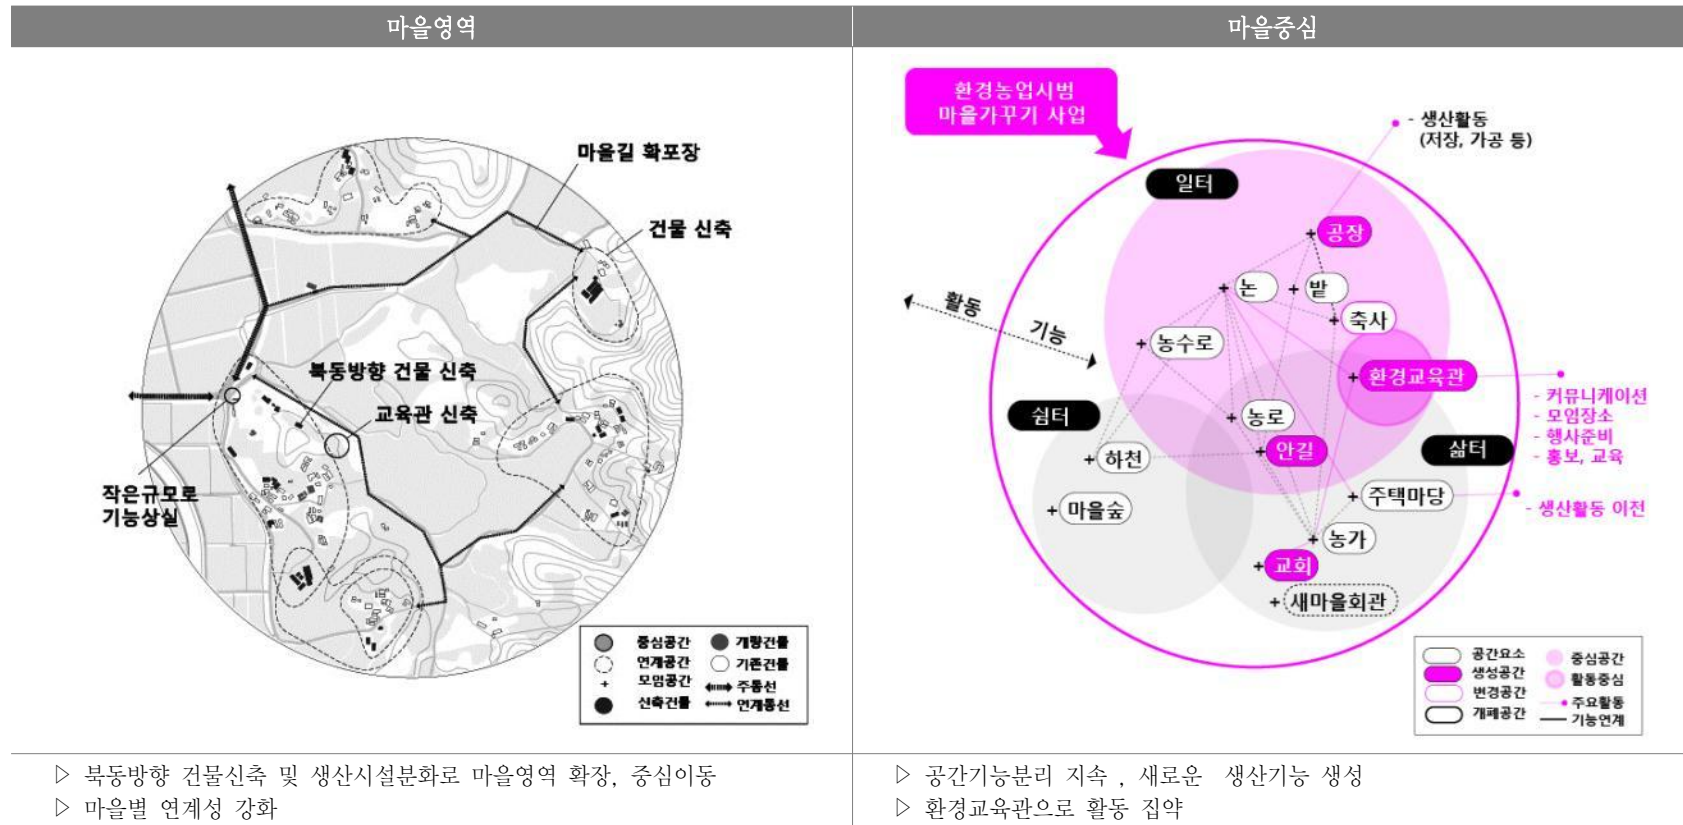 마을영역
마을중심
마을길 확포장
건물 신축
북동방향 건물 신축
교육관 신축
작은규모로
기능상실
중심공간
개량건물
연계공간
기존건물
+ 모임공간
주동선
신축건물
연계동선
환경농업시범
마을가꾸기 사업
- 생산활동
(저장, 가공 등)
일터
+ 공장
+ 논
+ 밭
+ 축사
활동
기능
+ 농수로
+ 환경교육관
- 커뮤니케이션
- 모임장소
- 행사준비
- 홍보, 교육
쉼터
+ 농로
삶터
+ 안길
+ 하천
+ 주택마당
- 생산활동 이전
+ 마을숲
+ 농가
+ 교회
+ 새마을회관
공간요소
중심공간
생성공간
활동중심
변경공간
주요활동
개폐공간
기능연계
▷ 북동방향 건물신축 및 생산시설분화로 마을영역 확장, 중심이동
▷ 마을별 연계성 강화
▷ 공간기능분리 지속 , 새로운 생산기능 생성
▷ 환경교육관으로 활동 집약